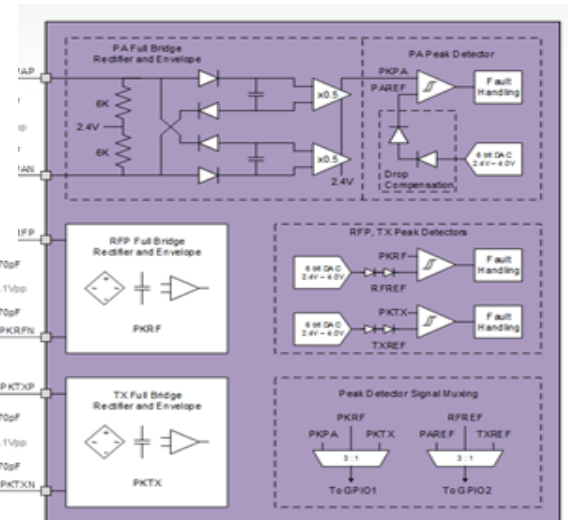 PA Full Bridge
Rectifier and Envelope
6K
2.4V
6K
x0.5
x0.5
2.4V
PA Peak Detector
PKPA
PAREF
Fault
Handling
6 bit DAC
2.4V ~ 4.0V
Drop
Compensation
RFP Full Bridge
Rectifier and Envelope
PKRF
70pF
.1Vpp
70pF
PKRFN
RFP, TX Peak Detectors
6 bit DAC
2.4V ~ 4.0V
PKRF
RFREF
Fault
Handling
6 bit DAC
2.4V ~ 4.0V
PKTX
TXREF
Fault
Handling
PKTXP
70pF
.1Vpp
70pF
PKTXN
TX Full Bridge
Rectifier and Envelope
PKTX
Peak Detector Signal Muxing
PKRF
PKPA
PKTX
3:1
To GPIO1
RFREF
PAREF
TXREF
3:1
To GPIO2